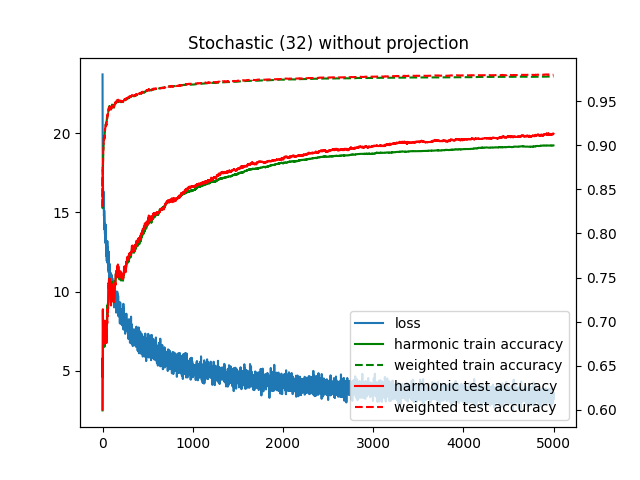 Stochastic (32) without projection
20
15
10
5
0.95
0.90
0.85
0.80
0.75
0.70
0.65
0.60
loss
harmonic train accuracy
weighted train accuracy
harmonic test accuracy
weighted test accuracy
0 1000 2000 3000 4000 5000